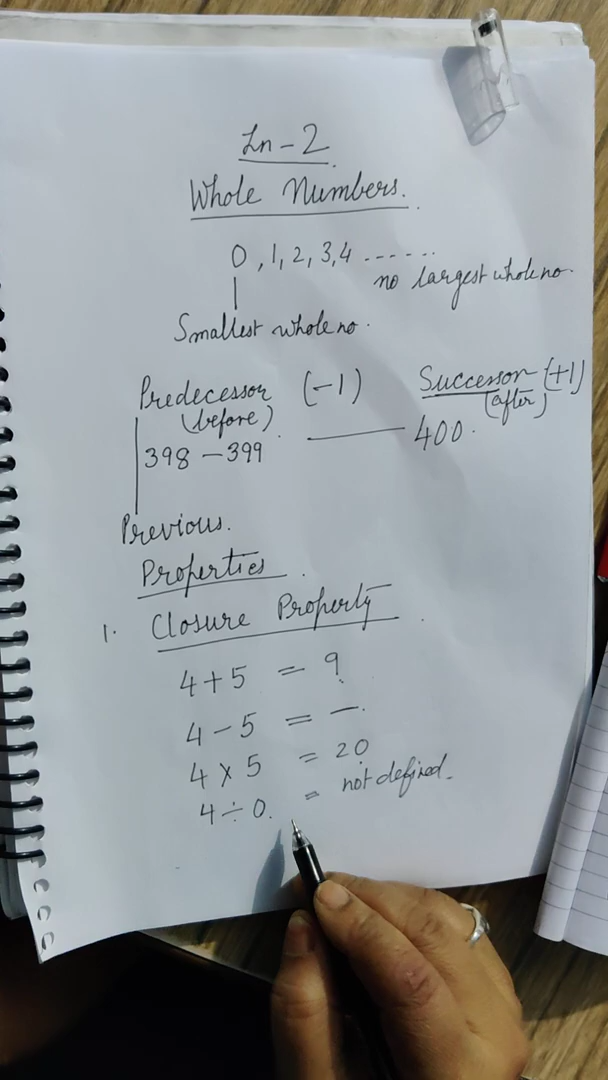 Ln-2
Whole Numbers.
0, 1, 2, 3, 4 ......
no largest whole no.
Smallest whole no.
Predecessor (-1) Successor (+1)
(before) (after)
398 – 399 —— 400.
Previous.
Properties
1. Closure Property
4 + 5 = 9
4 - 5 = —.
4 × 5 = 20
4 ÷ 0. = not defined.